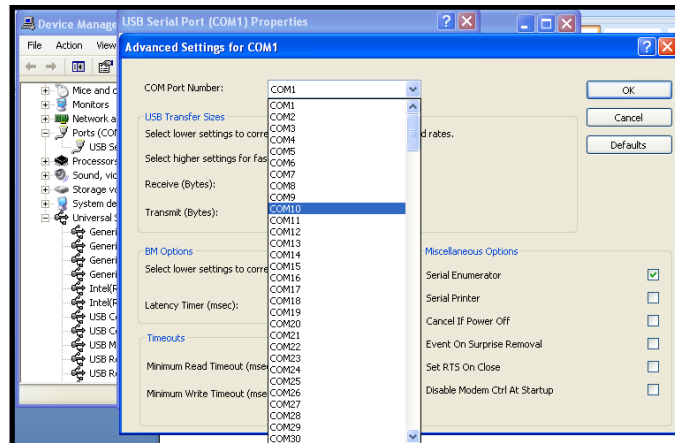 Device Manag
USB Serial Port (COM1) Properties
File Action View
Advanced Settings for COM1
Mice and o
Monitors
Network a
Ports (CO
USB Se
Processors
Sound, vid
Storage vo
System de
Universal S
Generi
Generi
Generi
Generi
Intel(R
Intel(R
USB Co
USB Co
USB M
USB Ro
USB Ro
COM Port Number:
COM1
OK
Cancel
Defaults
USB Transfer Sizes
Select lower settings to corre
d rates.
Select higher settings for fas
Receive (Bytes):
Transmit (Bytes):
BM Options
Select lower settings to corre
Latency Timer (msec):
Timeouts
Minimum Read Timeout (msec
Minimum Write Timeout (mse
COM1
COM2
COM3
COM4
COM5
COM6
COM7
COM8
COM9
COM10
COM11
COM12
COM13
COM14
COM15
COM16
COM17
COM18
COM19
COM20
COM21
COM22
COM23
COM24
COM25
COM26
COM27
COM28
COM29
COM30
Miscellaneous Options
Serial Enumerator
Serial Printer
Cancel If Power Off
Event On Surprise Removal
Set RTS On Close
Disable Modem Ctrl At Startup